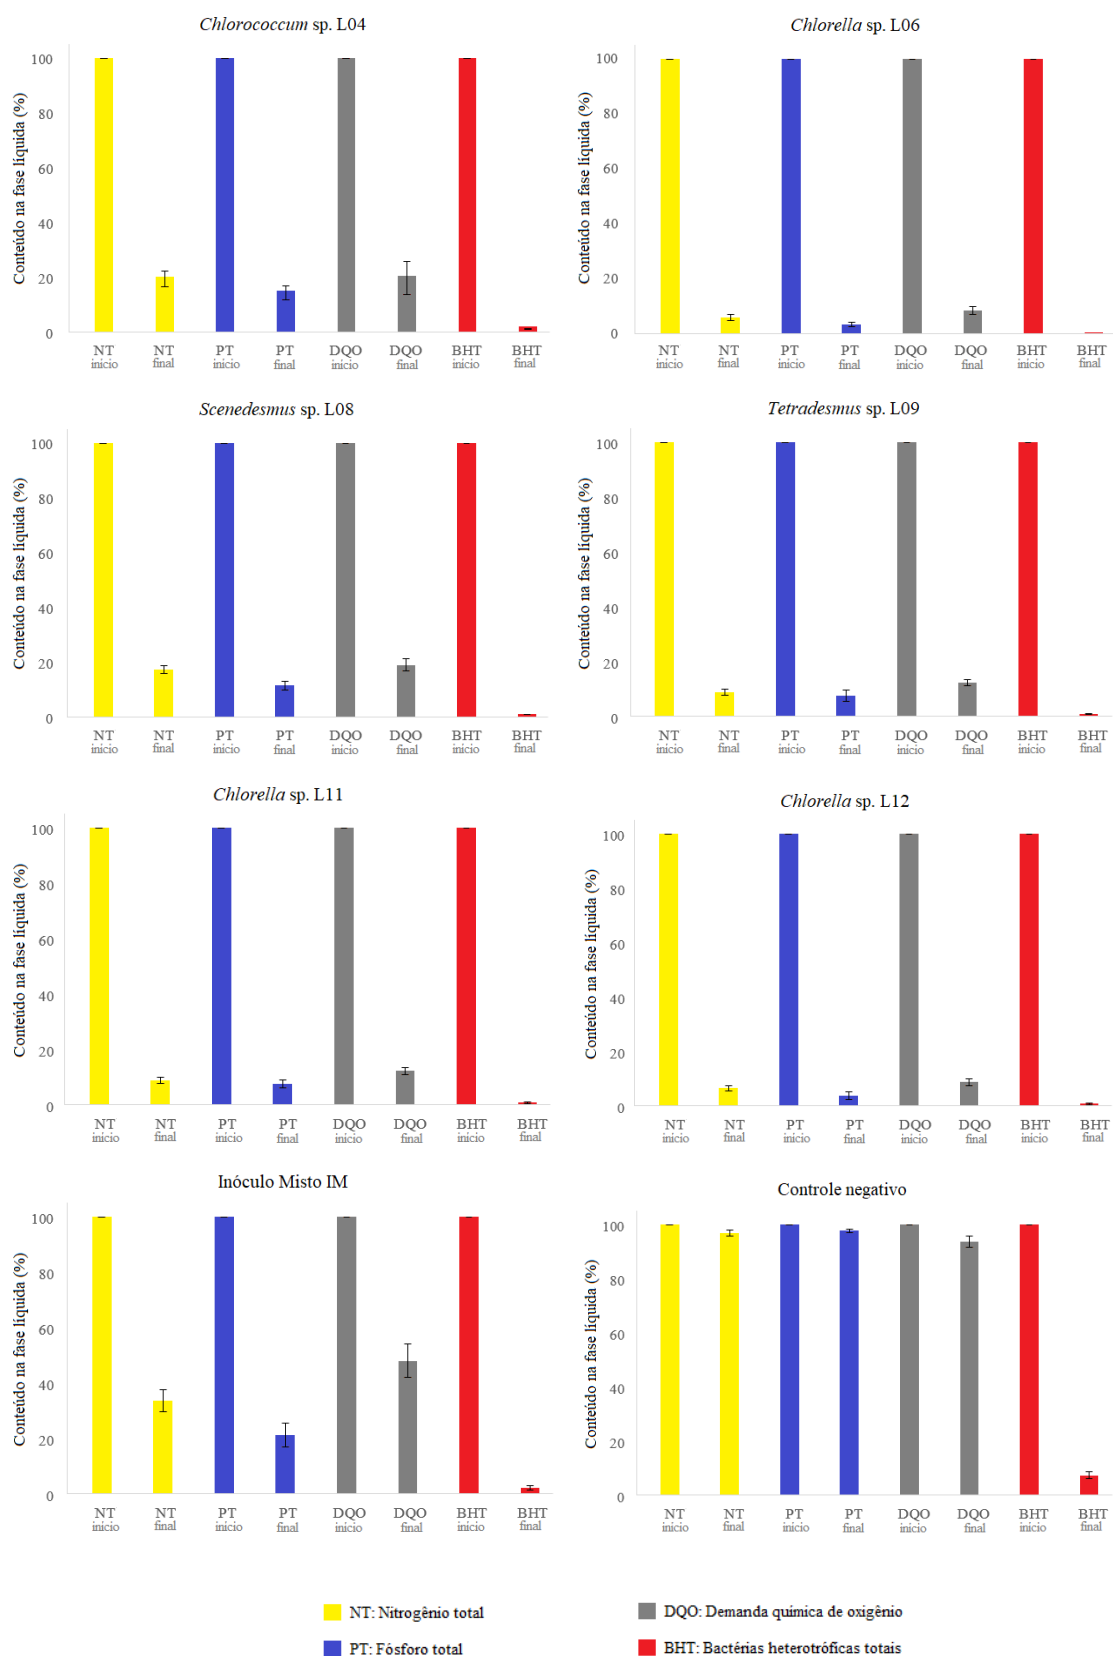 Chlorococcum sp. L04
Conteúdo na fase líquida (%)
100
80
60
40
20
0
NT início NT final PT início PT final DQO início DQO final BHT início BHT final
Chlorella sp. L06
Conteúdo na fase líquida (%)
100
80
60
40
20
0
NT início NT final PT início PT final DQO início DQO final BHT início BHT final
Scenedesmus sp. L08
Conteúdo na fase líquida (%)
100
80
60
40
20
0
NT início NT final PT início PT final DQO início DQO final BHT início BHT final
Tetradesmus sp. L09
Conteúdo na fase líquida (%)
100
80
60
40
20
0
NT início NT final PT início PT final DQO início DQO final BHT início BHT final
Chlorella sp. L11
Conteúdo na fase líquida (%)
100
80
60
40
20
0
NT início NT final PT início PT final DQO início DQO final BHT início BHT final
Chlorella sp. L12
Conteúdo na fase líquida (%)
100
80
60
40
20
0
NT início NT final PT início PT final DQO início DQO final BHT início BHT final
Inóculo Misto IM
Conteúdo na fase líquida (%)
100
80
60
40
20
0
NT início NT final PT início PT final DQO início DQO final BHT início BHT final
Controle negativo
Conteúdo na fase líquida (%)
100
80
60
40
20
0
NT início NT final PT início PT final DQO início DQO final BHT início BHT final
NT: Nitrogênio total
DQO: Demanda química de oxigênio
PT: Fósforo total
BHT: Bactérias heterotróficas totais